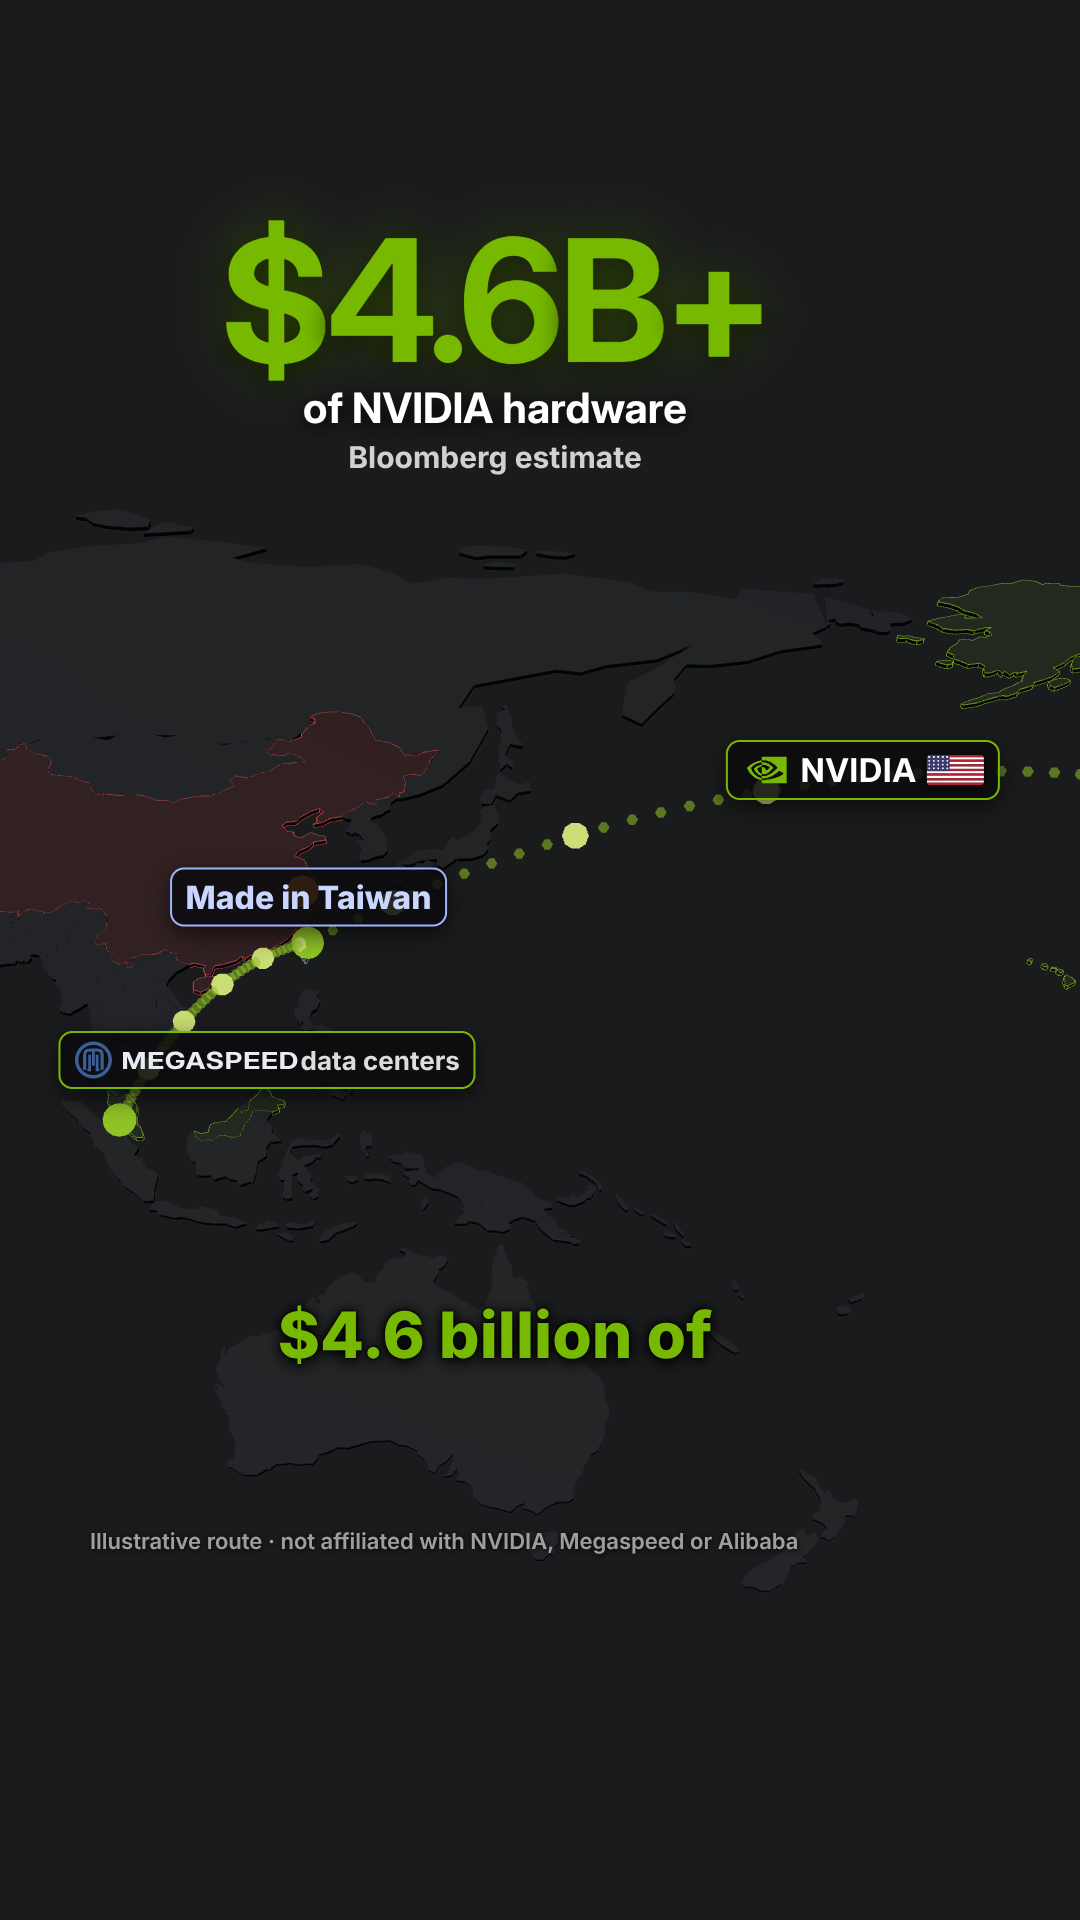 $4.6B+
of NVIDIA hardware
Bloomberg estimate
NVIDIA
Made in Taiwan
MEGASPEED data centers
$4.6 billion of
Illustrative route · not affiliated with NVIDIA, Megaspeed or Alibaba